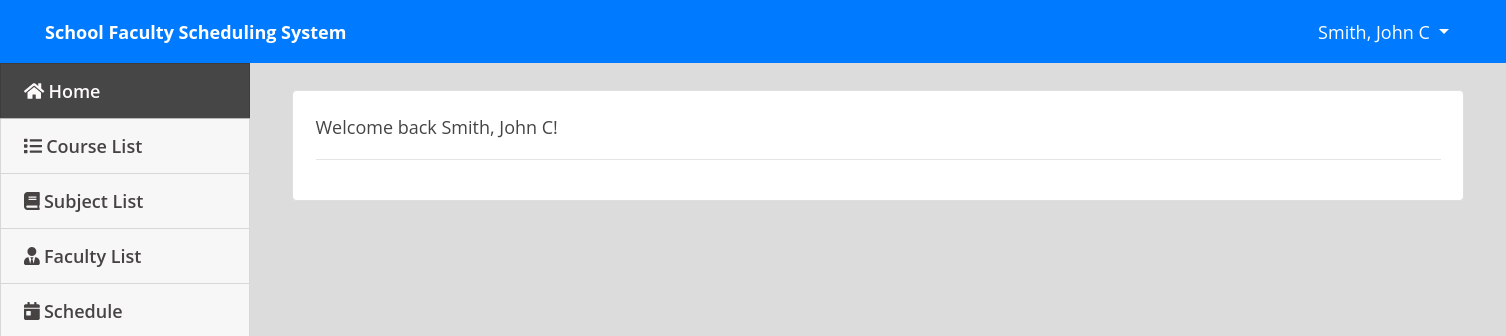 School Faculty Scheduling System
Smith, John C
Home
Course List
Subject List
Faculty List
Schedule
Welcome back Smith, John C!